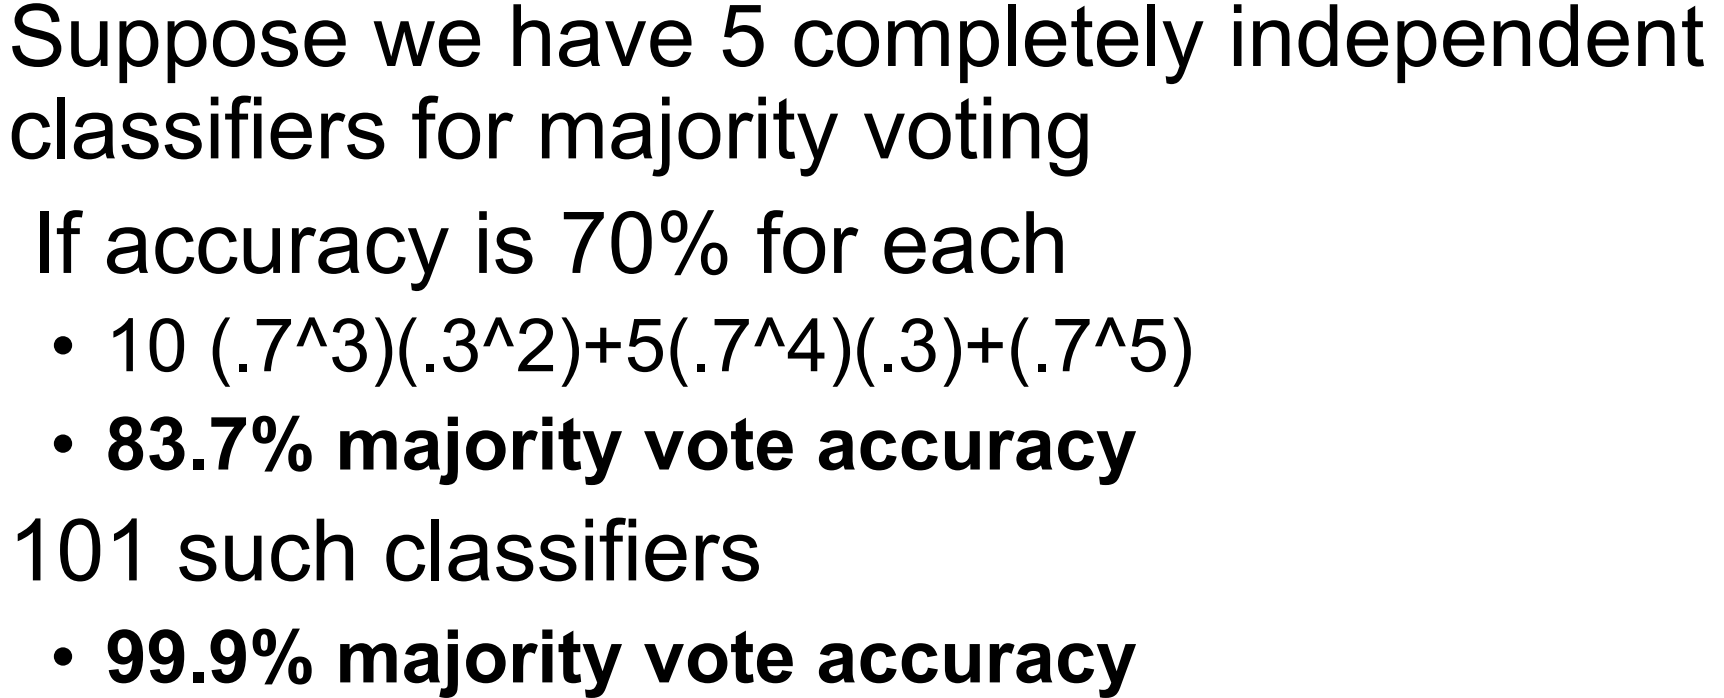 Suppose we have 5 completely independent
classifiers for majority voting
If accuracy is 70% for each
• 10 (.7^3)(.3^2)+5(.7^4)(.3)+(.7^5)
• 83.7% majority vote accuracy
101 such classifiers
• 99.9% majority vote accuracy